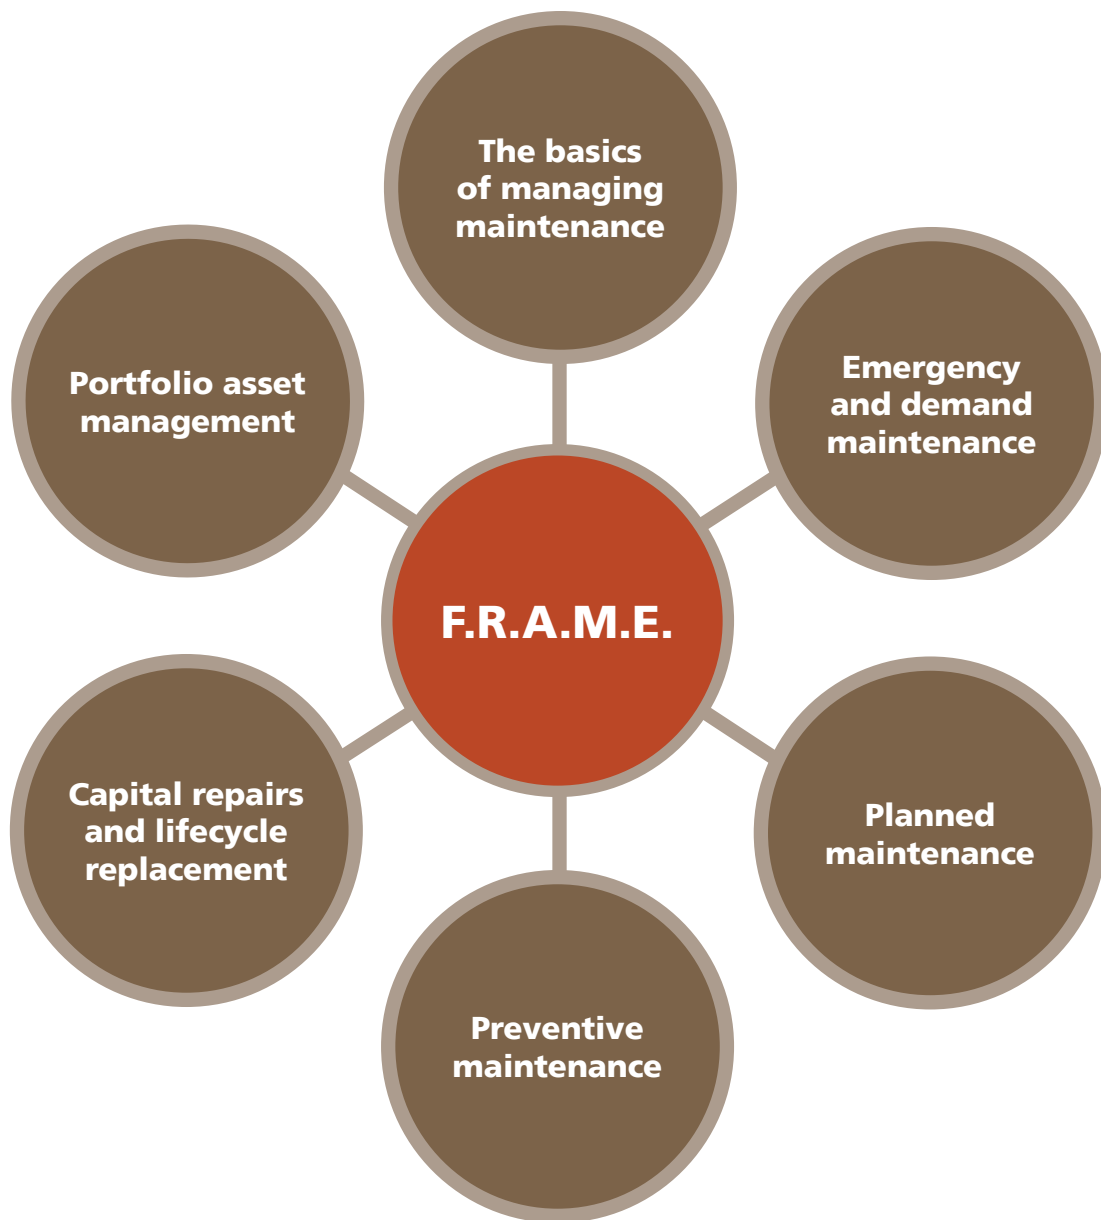 The basics
of managing
maintenance
Emergency
and demand
maintenance
Portfolio asset
management
F.R.A.M.E.
Planned
maintenance
Capital repairs
and lifecycle
replacement
Preventive
maintenance